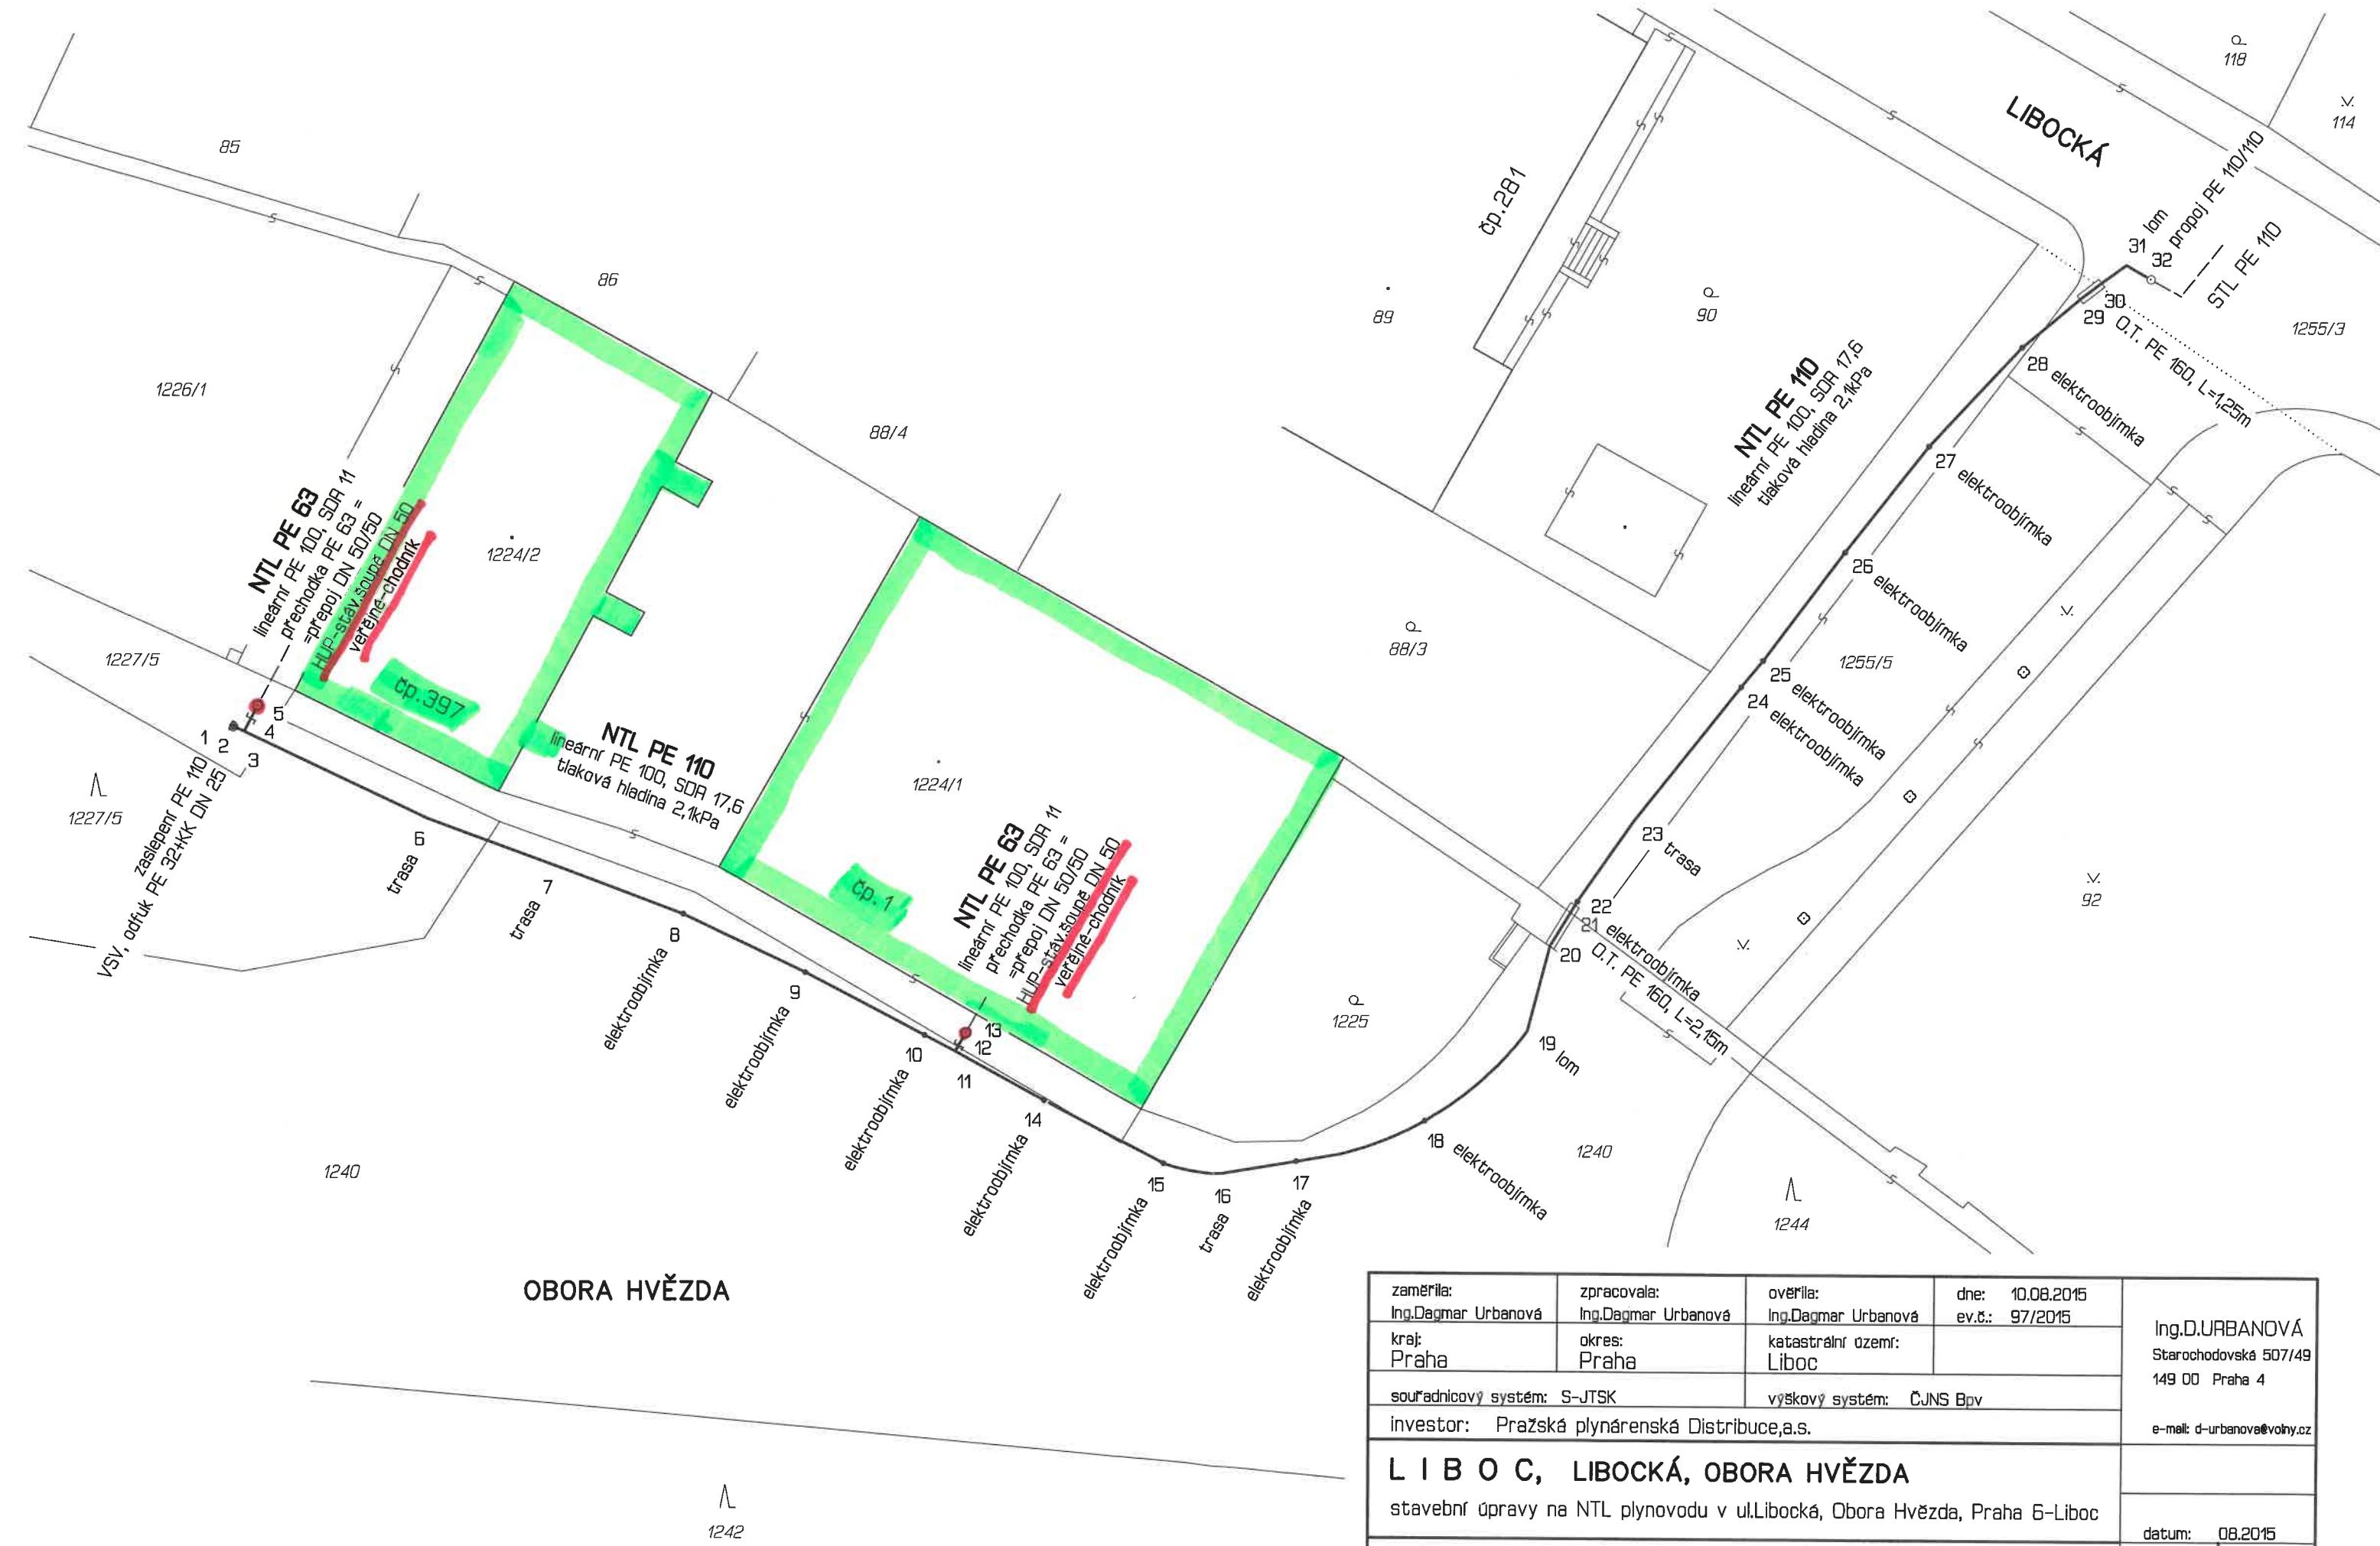 85
86
1226/1
88/4
89
90
čp.281
LIBOCKÁ
118
114
31 lom
32 propoj PE 110/110
STL PE 110
30
29
O.T. PE 160, L=1,25m
1255/3
28 elektroobjímka
27 elektroobjímka
26 elektroobjímka
1255/5
25 elektroobjímka
24 elektroobjímka
23 trasa
22
21 elektroobjímka
20
O.T. PE 160, L=2,15m
92
NTL PE 110
lineární PE 100, SDR 17,6
tlaková hladina 2,1kPa
88/3
NTL PE 63
lineární PE 100, SDR 11
přechodka PE 63 =
=přepoj DN 50/50
HUP-stáv.šoupě DN 50
veřejné-chodník
1224/2
čp.397
1227/5
1227/5
1
2
3
4
5
zaslepení PE 110
VSV, odfuk PE 32+KK DN 25
NTL PE 110
lineární PE 100, SDR 17,6
tlaková hladina 2,1kPa
1224/1
čp.1
NTL PE 63
lineární PE 100, SDR 11
přechodka PE 63 =
=přepoj DN 50/50
HUP-stáv.šoupě DN 50
veřejné-chodník
6
trasa
7
trasa
8
elektroobjímka
9
elektroobjímka
10
elektroobjímka
11
12
13
14
elektroobjímka
15
elektroobjímka
16
trasa
17
elektroobjímka
18 elektroobjímka
19 lom
1225
1240
1240
1244
1242
OBORA HVĚZDA
zaměřila:
Ing.Dagmar Urbanová
zpracovala:
Ing.Dagmar Urbanová
ověřila:
Ing.Dagmar Urbanová
dne: 10.08.2015
ev.č.: 97/2015
kraj:
Praha
okres:
Praha
katastrální území:
Liboc
souřadnicový systém: S-JTSK
výškový systém: ČJNS Bpv
investor: Pražská plynárenská Distribuce,a.s.
Ing.D.URBANOVÁ
Starochodovská 507/49
149 00 Praha 4
e-mail: d-urbanova@volny.cz
L I B O C, LIBOCKÁ, OBORA HVĚZDA
stavební úpravy na NTL plynovodu v ul.Libocká, Obora Hvězda, Praha 6-Liboc
datum: 08.2015